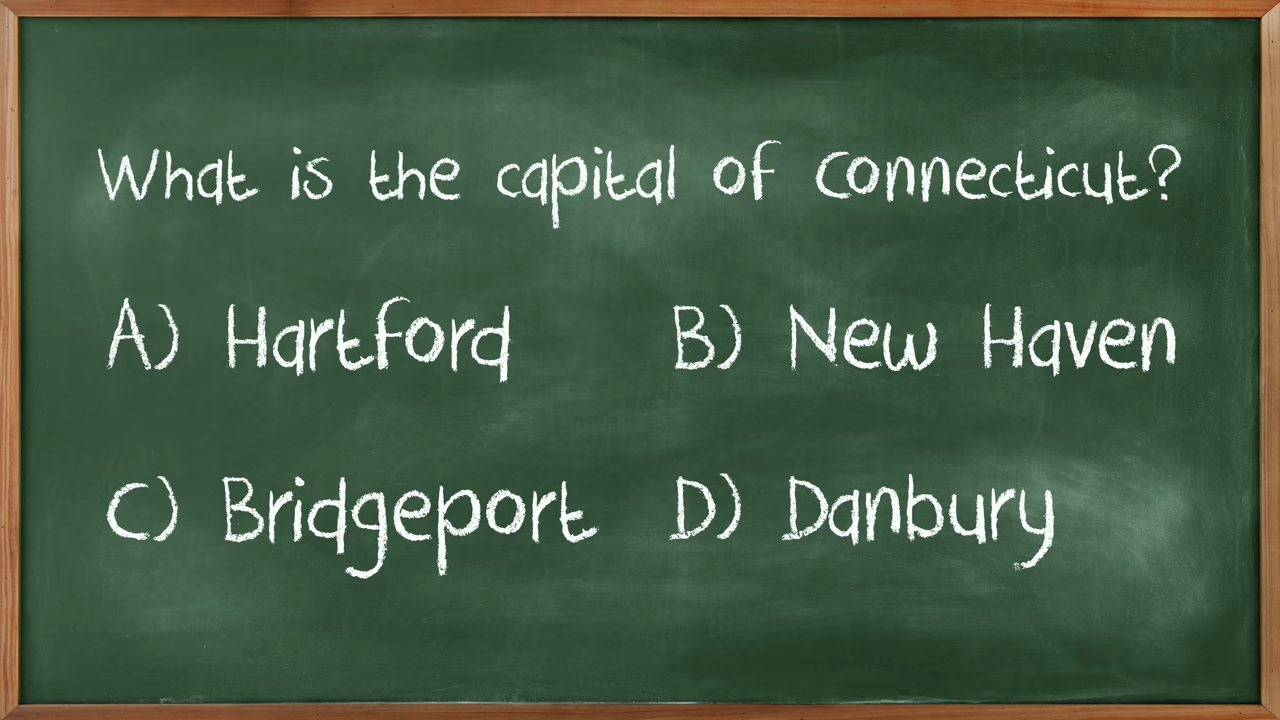 What is the capital of Connecticut?
A) Hartford B) New Haven
C) Bridgeport D) Danbury